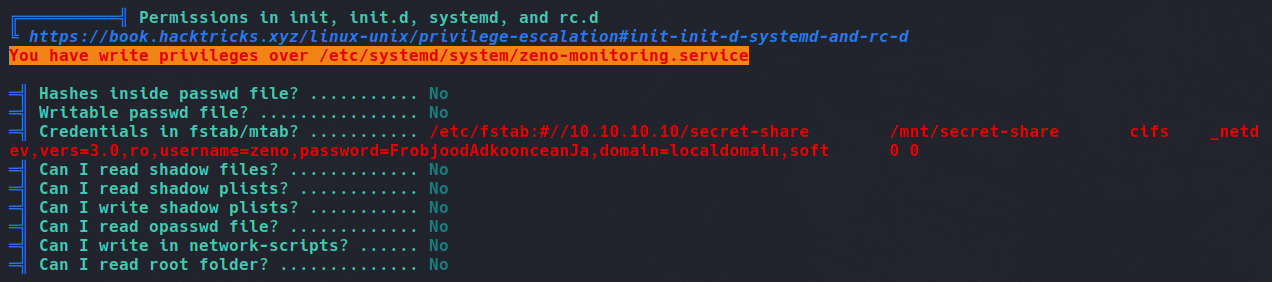 ╔══════════╣ Permissions in init, init.d, systemd, and rc.d
╚ https://book.hacktricks.xyz/linux-unix/privilege-escalation#init-init-d-systemd-and-rc-d
You have write privileges over /etc/systemd/system/zeno-monitoring.service
═╣ Hashes inside passwd file? ........... No
═╣ Writable passwd file? ................ No
═╣ Credentials in fstab/mtab? ........... /etc/fstab:#//10.10.10.10/secret-share        /mnt/secret-share       cifs    _netd
ev,vers=3.0,ro,username=zeno,password=FrobjoodAdkoonceanJa,domain=localdomain,soft      0 0
═╣ Can I read shadow files? ............. No
═╣ Can I read shadow plists? ............ No
═╣ Can I write shadow plists? ........... No
═╣ Can I read opasswd file? ............. No
═╣ Can I write in network-scripts? ...... No
═╣ Can I read root folder? .............. No